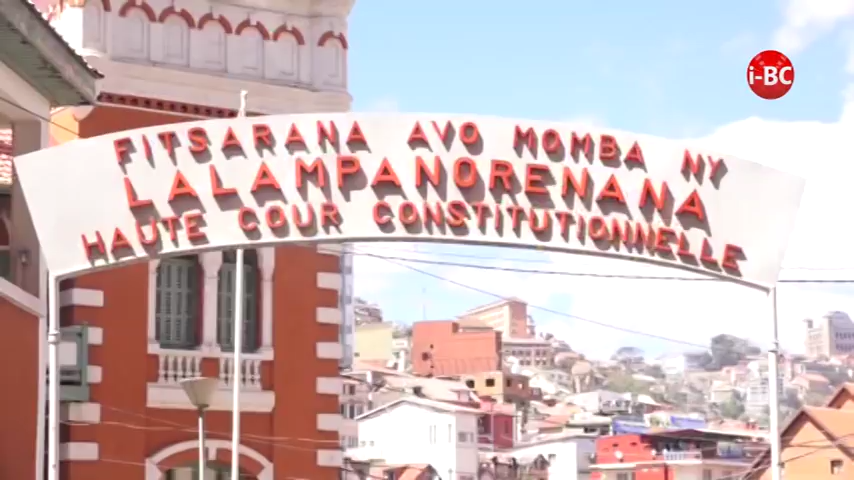 i-BC
FITSARANA AVO MOMBA NY
LALAMPANORENANA
HAUTE COUR CONSTITUTIONNELLE